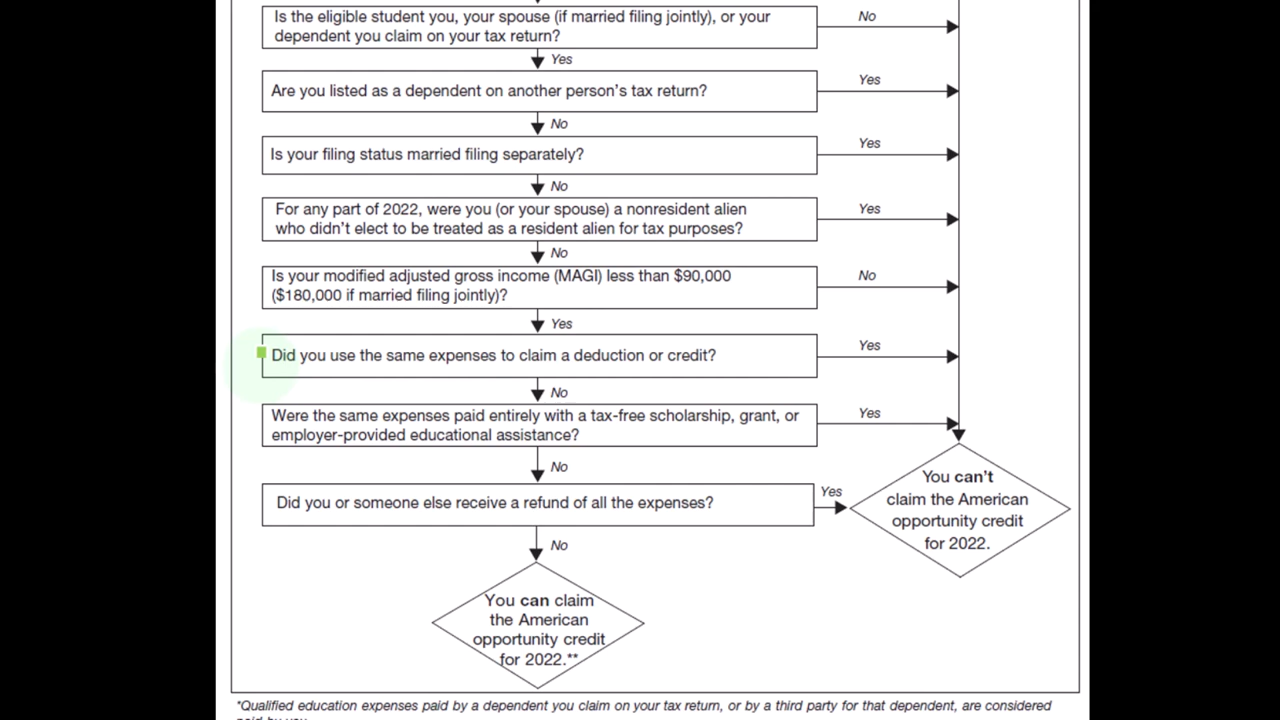 Is the eligible student you, your spouse (if married filing jointly), or your
dependent you claim on your tax return?
No
Yes
Are you listed as a dependent on another person's tax return?
Yes
No
Is your filing status married filing separately?
Yes
No
For any part of 2022, were you (or your spouse) a nonresident alien
who didn't elect to be treated as a resident alien for tax purposes?
Yes
No
Is your modified adjusted gross income (MAGI) less than $90,000
($180,000 if married filing jointly)?
No
Yes
Did you use the same expenses to claim a deduction or credit?
Yes
No
Were the same expenses paid entirely with a tax-free scholarship, grant, or
employer-provided educational assistance?
Yes
No
Did you or someone else receive a refund of all the expenses?
Yes
No
You can't
claim the American
opportunity credit
for 2022.
You can claim
the American
opportunity credit
for 2022.**
*Qualified education expenses paid by a dependent you claim on your tax return, or by a third party for that dependent, are considered
paid by you.